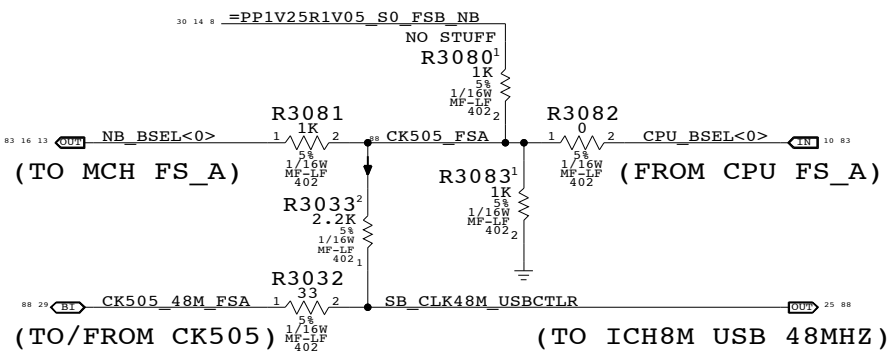 30 14 8 =PP1V25R1V05_S0_FSB_NB
NO STUFF
R3080 1
1K
5%
1/16W
MF-LF
402 2
R3081
1K
1 2
5%
1/16W
MF-LF
402
R3082
0
1 2
5%
1/16W
MF-LF
402
83 16 13 OUT NB_BSEL<0>
88 CK505_FSA
CPU_BSEL<0> IN 10 83
(TO MCH FS_A)
(FROM CPU FS_A)
R3083 1
1K
5%
1/16W
MF-LF
402 2
R3033 2
2.2K
5%
1/16W
MF-LF
402 1
R3032
33
1 2
5%
1/16W
MF-LF
402
88 29 BI CK505_48M_FSA
SB_CLK48M_USBCTLR OUT 25 88
(TO/FROM CK505)
(TO ICH8M USB 48MHZ)